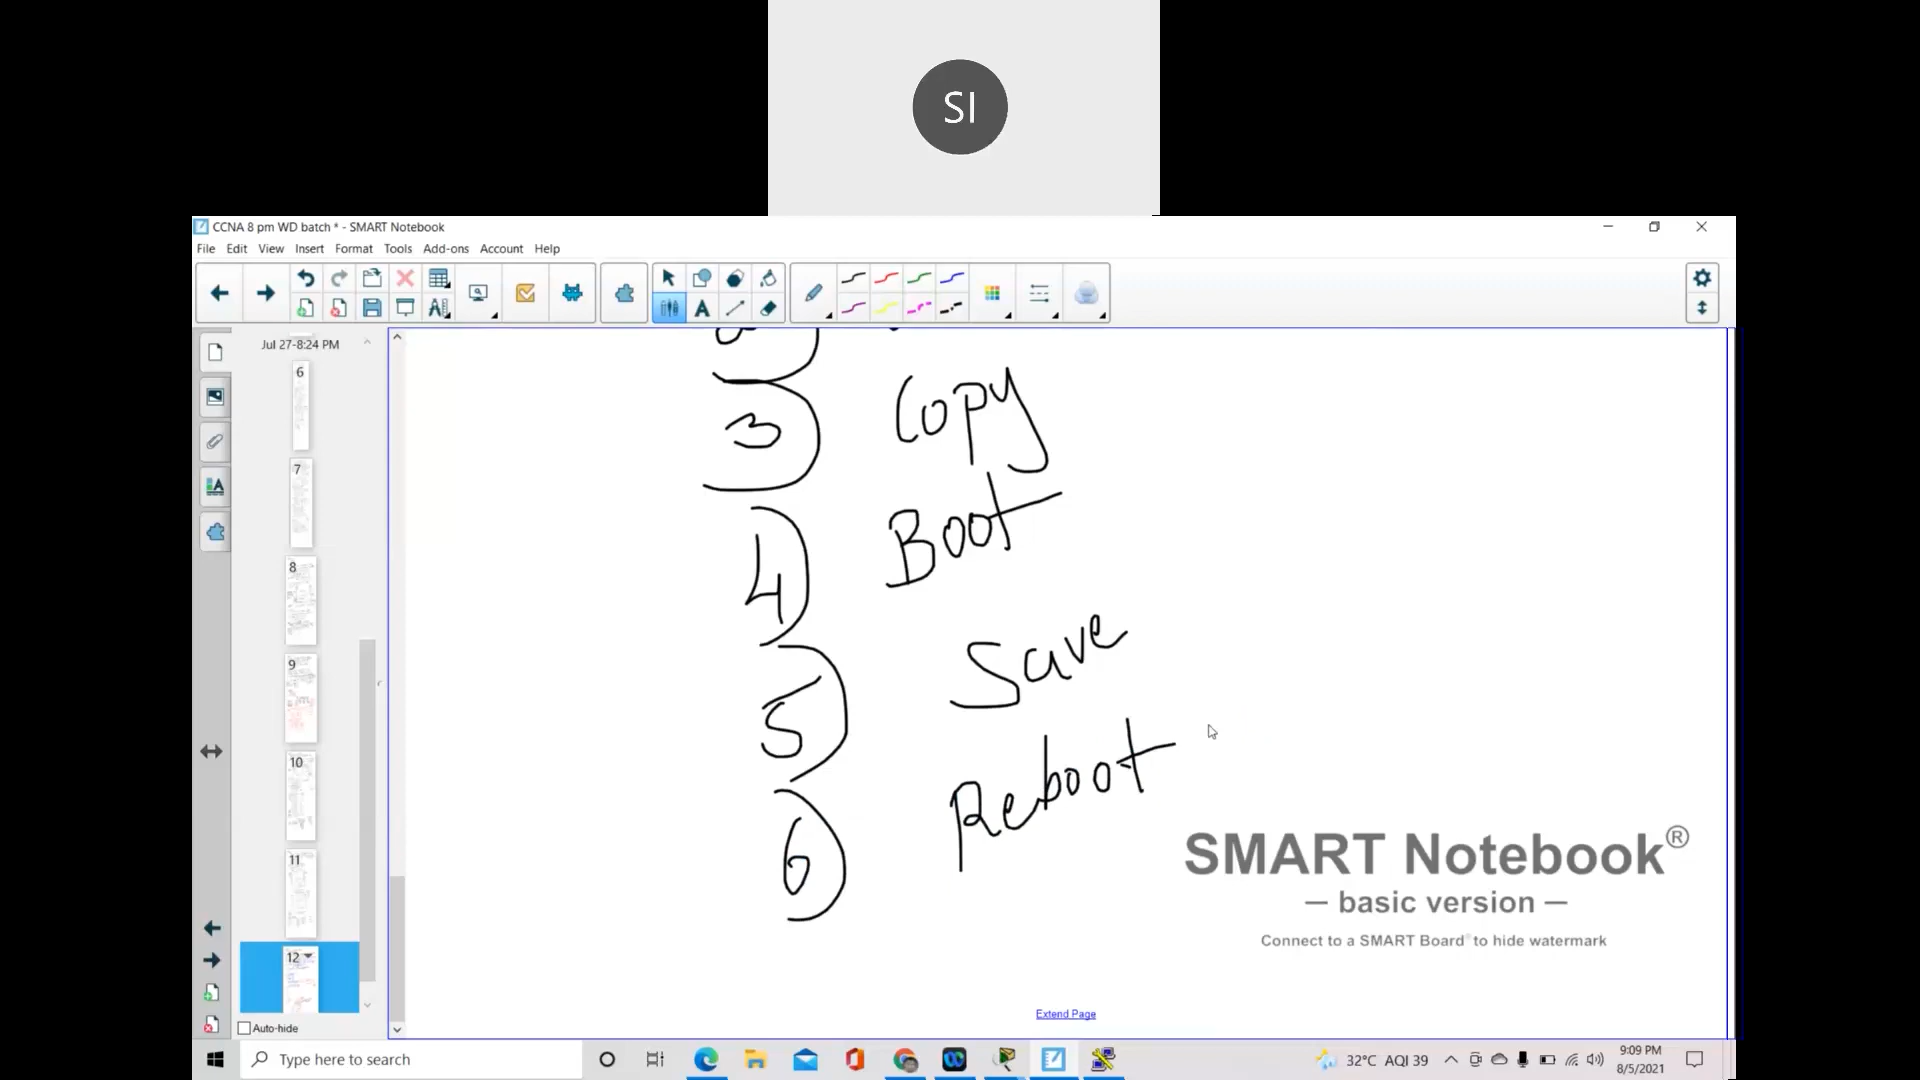 SI
CCNA 8 pm WD batch * - SMART Notebook
File Edit View Insert Format Tools Add-ons Account Help
Jul 27-8:24 PM
6
7
8
9
10
11
12
3) Copy
4) Boot
5) Save
6) Reboot
SMART Notebook®
— basic version —
Connect to a SMART Board® to hide watermark
Extend Page
Auto-hide
Type here to search
32°C AQI 39
9:09 PM
8/5/2021